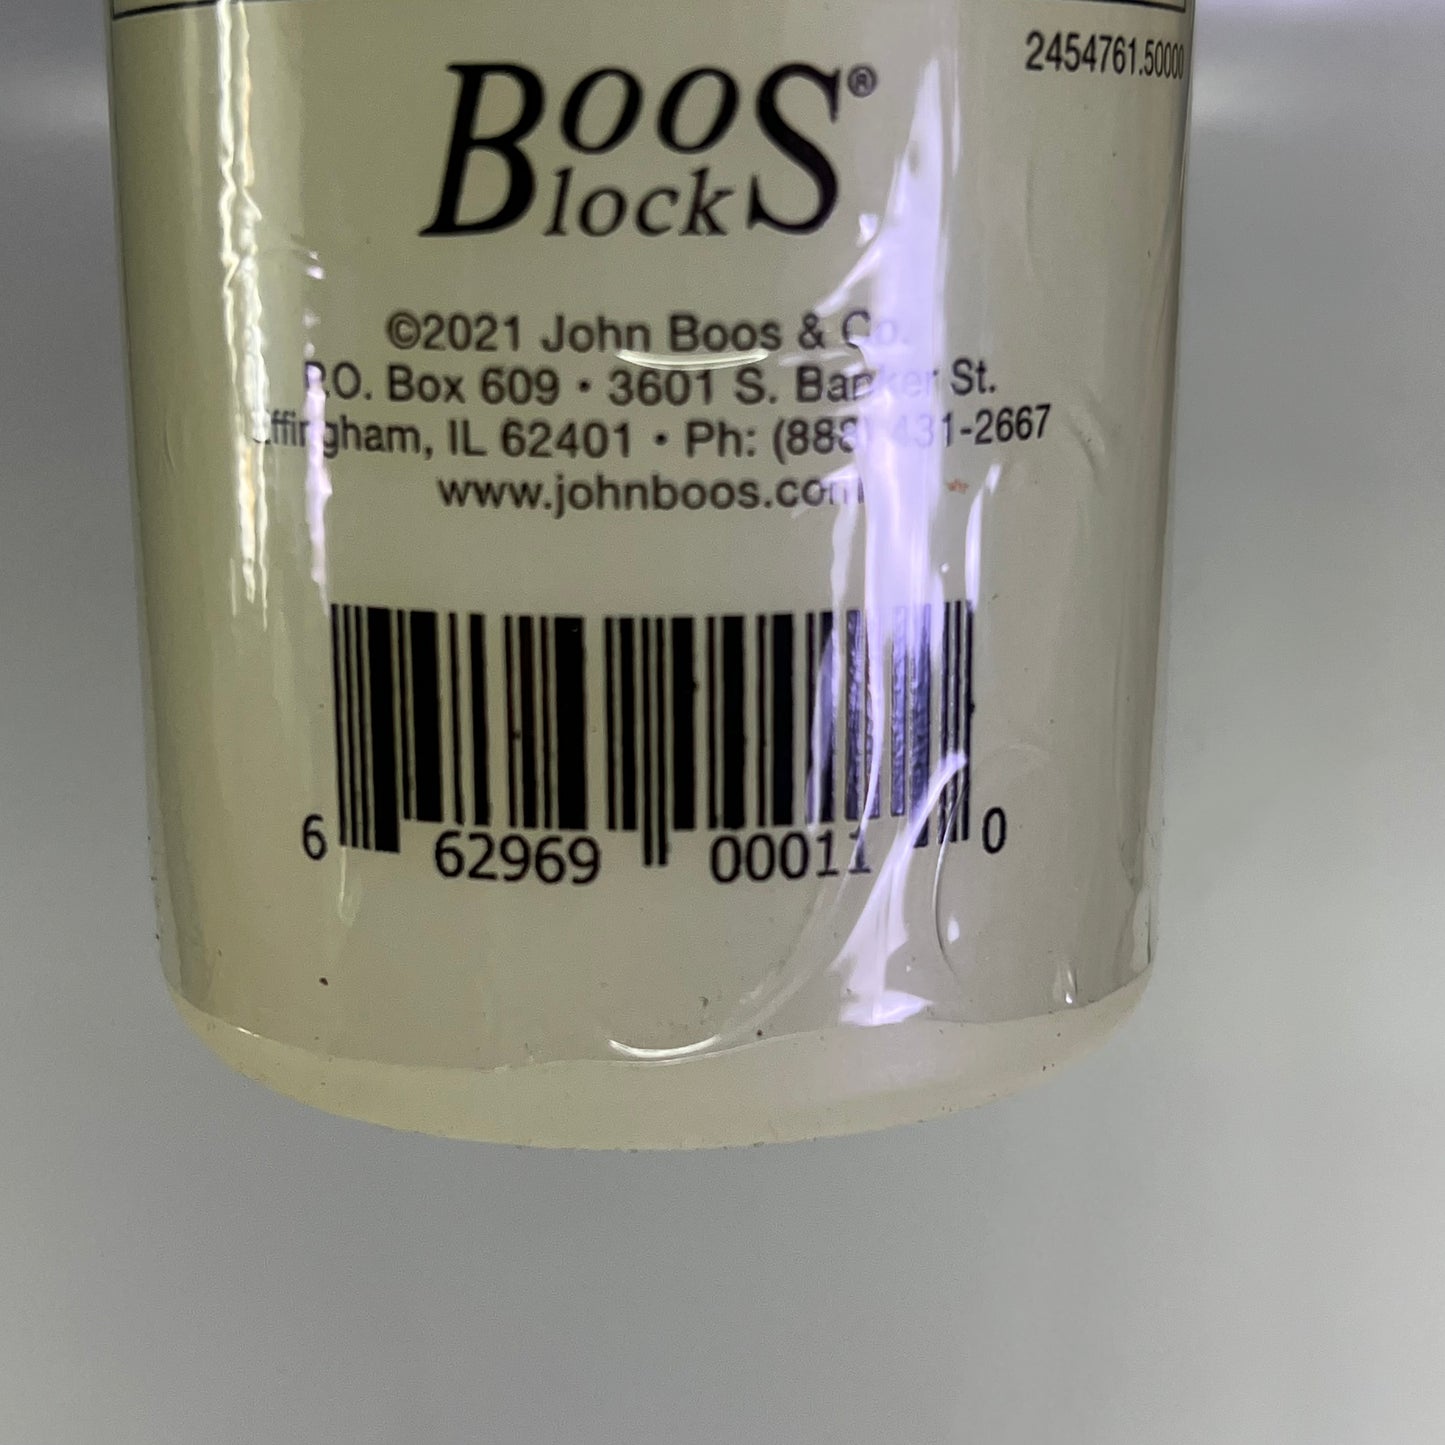 2454761.50000
BOOS®
BlockS
©2021 John Boos & Co.
P.O. Box 609 • 3601 S. Banker St.
Effingham, IL 62401 • Ph: (888) 431-2667
www.johnboos.com
6 62969 00011 0